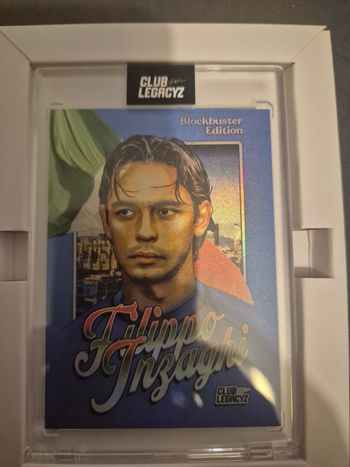 CLUB
LEGACYZ
Blockbuster
Edition
Filippo
Inzaghi
CLUB
LEGACYZ